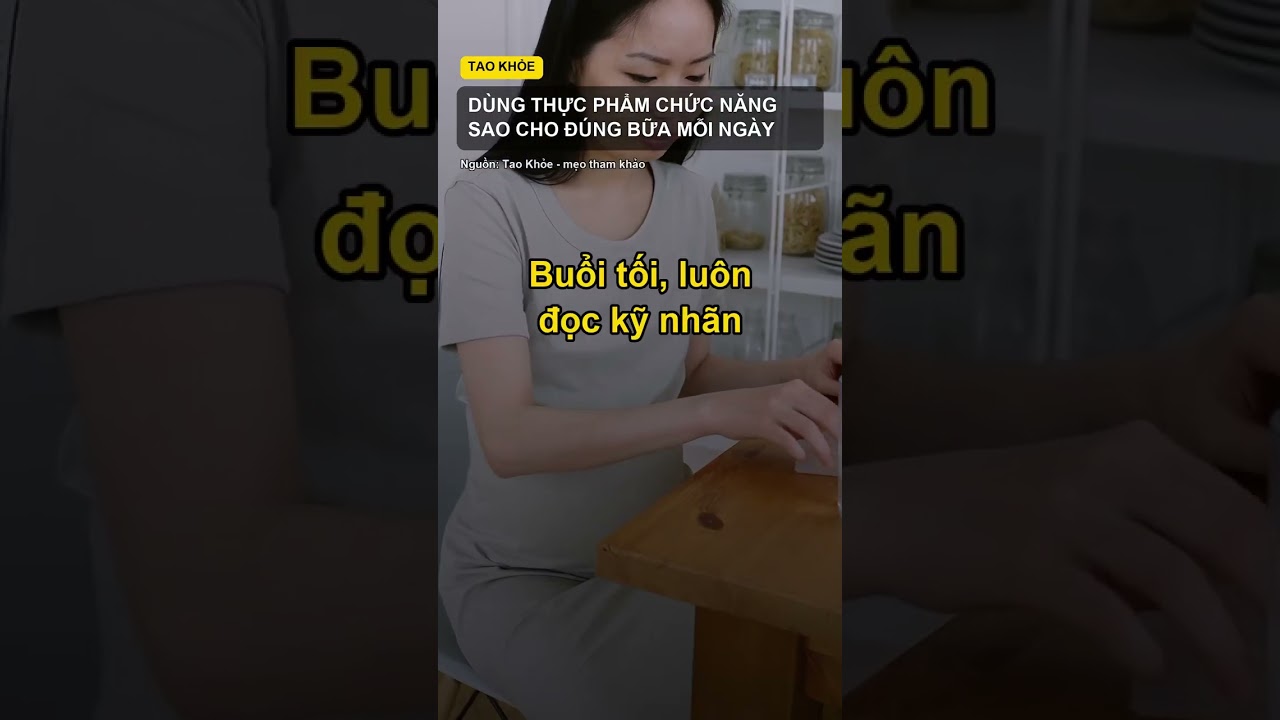 TAO KHỎE
DÙNG THỰC PHẨM CHỨC NĂNG
SAO CHO ĐÚNG BỮA MỖI NGÀY
Nguồn: Tao Khỏe - mẹo tham khảo
Buổi tối, luôn
đọc kỹ nhãn